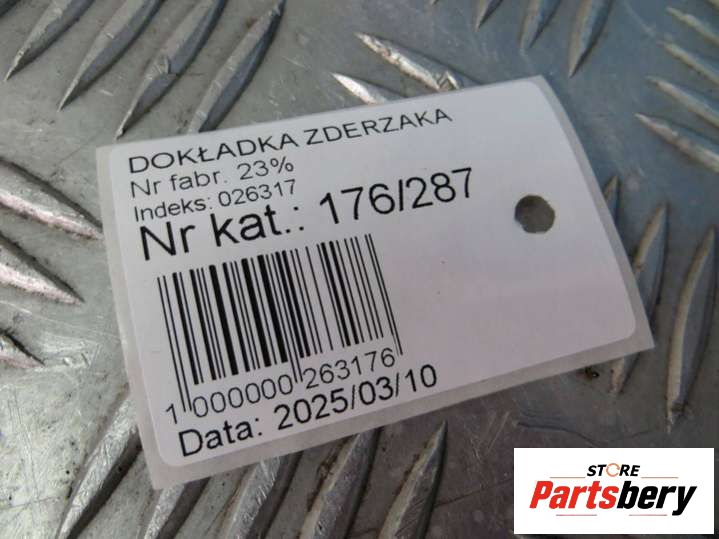 DOKŁADKA ZDERZAKA
Nr fabr. 23%
Indeks: 026317
Nr kat.: 176/287
1 000000 263176
Data: 2025/03/10
STORE
Partsbery